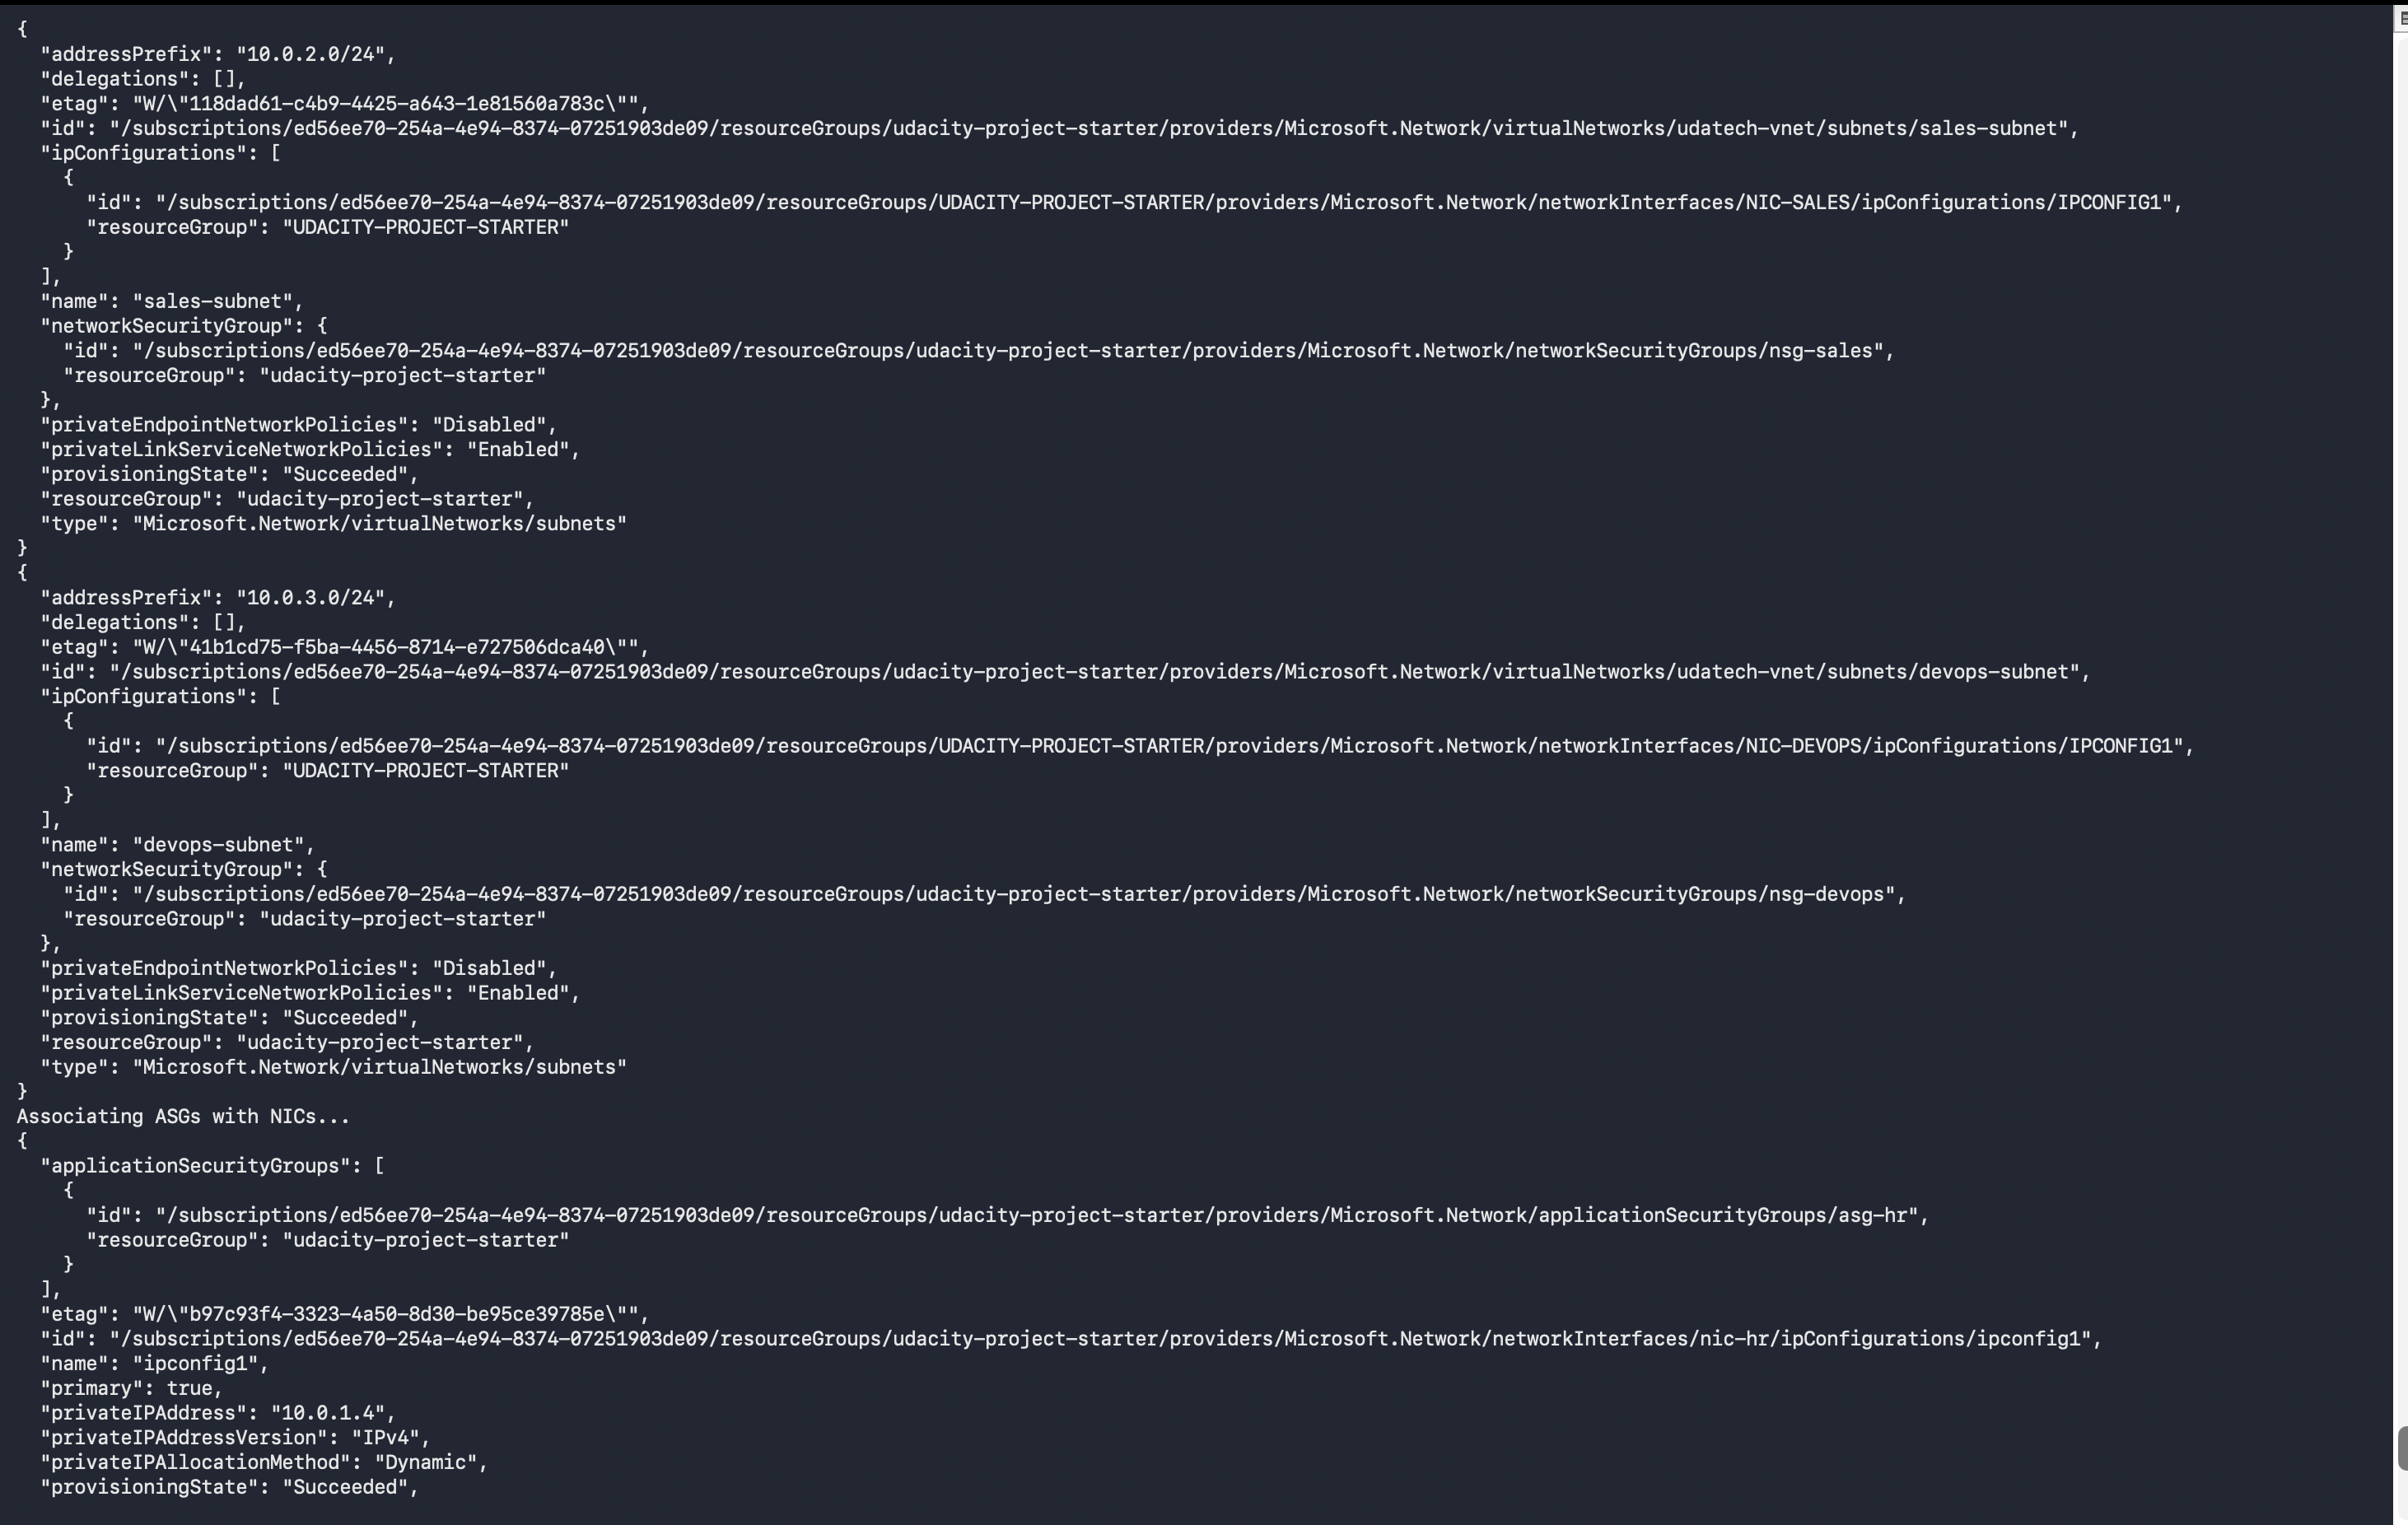 {
  "addressPrefix": "10.0.2.0/24",
  "delegations": [],
  "etag": "W/\"118dad61-c4b9-4425-a643-1e81560a783c\"",
  "id": "/subscriptions/ed56ee70-254a-4e94-8374-07251903de09/resourceGroups/udacity-project-starter/providers/Microsoft.Network/virtualNetworks/udatech-vnet/subnets/sales-subnet",
  "ipConfigurations": [
    {
      "id": "/subscriptions/ed56ee70-254a-4e94-8374-07251903de09/resourceGroups/UDACITY-PROJECT-STARTER/providers/Microsoft.Network/networkInterfaces/NIC-SALES/ipConfigurations/IPCONFIG1",
      "resourceGroup": "UDACITY-PROJECT-STARTER"
    }
  ],
  "name": "sales-subnet",
  "networkSecurityGroup": {
    "id": "/subscriptions/ed56ee70-254a-4e94-8374-07251903de09/resourceGroups/udacity-project-starter/providers/Microsoft.Network/networkSecurityGroups/nsg-sales",
    "resourceGroup": "udacity-project-starter"
  },
  "privateEndpointNetworkPolicies": "Disabled",
  "privateLinkServiceNetworkPolicies": "Enabled",
  "provisioningState": "Succeeded",
  "resourceGroup": "udacity-project-starter",
  "type": "Microsoft.Network/virtualNetworks/subnets"
}
{
  "addressPrefix": "10.0.3.0/24",
  "delegations": [],
  "etag": "W/\"41b1cd75-f5ba-4456-8714-e727506dca40\"",
  "id": "/subscriptions/ed56ee70-254a-4e94-8374-07251903de09/resourceGroups/udacity-project-starter/providers/Microsoft.Network/virtualNetworks/udatech-vnet/subnets/devops-subnet",
  "ipConfigurations": [
    {
      "id": "/subscriptions/ed56ee70-254a-4e94-8374-07251903de09/resourceGroups/UDACITY-PROJECT-STARTER/providers/Microsoft.Network/networkInterfaces/NIC-DEVOPS/ipConfigurations/IPCONFIG1",
      "resourceGroup": "UDACITY-PROJECT-STARTER"
    }
  ],
  "name": "devops-subnet",
  "networkSecurityGroup": {
    "id": "/subscriptions/ed56ee70-254a-4e94-8374-07251903de09/resourceGroups/udacity-project-starter/providers/Microsoft.Network/networkSecurityGroups/nsg-devops",
    "resourceGroup": "udacity-project-starter"
  },
  "privateEndpointNetworkPolicies": "Disabled",
  "privateLinkServiceNetworkPolicies": "Enabled",
  "provisioningState": "Succeeded",
  "resourceGroup": "udacity-project-starter",
  "type": "Microsoft.Network/virtualNetworks/subnets"
}
Associating ASGs with NICs...
{
  "applicationSecurityGroups": [
    {
      "id": "/subscriptions/ed56ee70-254a-4e94-8374-07251903de09/resourceGroups/udacity-project-starter/providers/Microsoft.Network/applicationSecurityGroups/asg-hr",
      "resourceGroup": "udacity-project-starter"
    }
  ],
  "etag": "W/\"b97c93f4-3323-4a50-8d30-be95ce39785e\"",
  "id": "/subscriptions/ed56ee70-254a-4e94-8374-07251903de09/resourceGroups/udacity-project-starter/providers/Microsoft.Network/networkInterfaces/nic-hr/ipConfigurations/ipconfig1",
  "name": "ipconfig1",
  "primary": true,
  "privateIPAddress": "10.0.1.4",
  "privateIPAddressVersion": "IPv4",
  "privateIPAllocationMethod": "Dynamic",
  "provisioningState": "Succeeded",